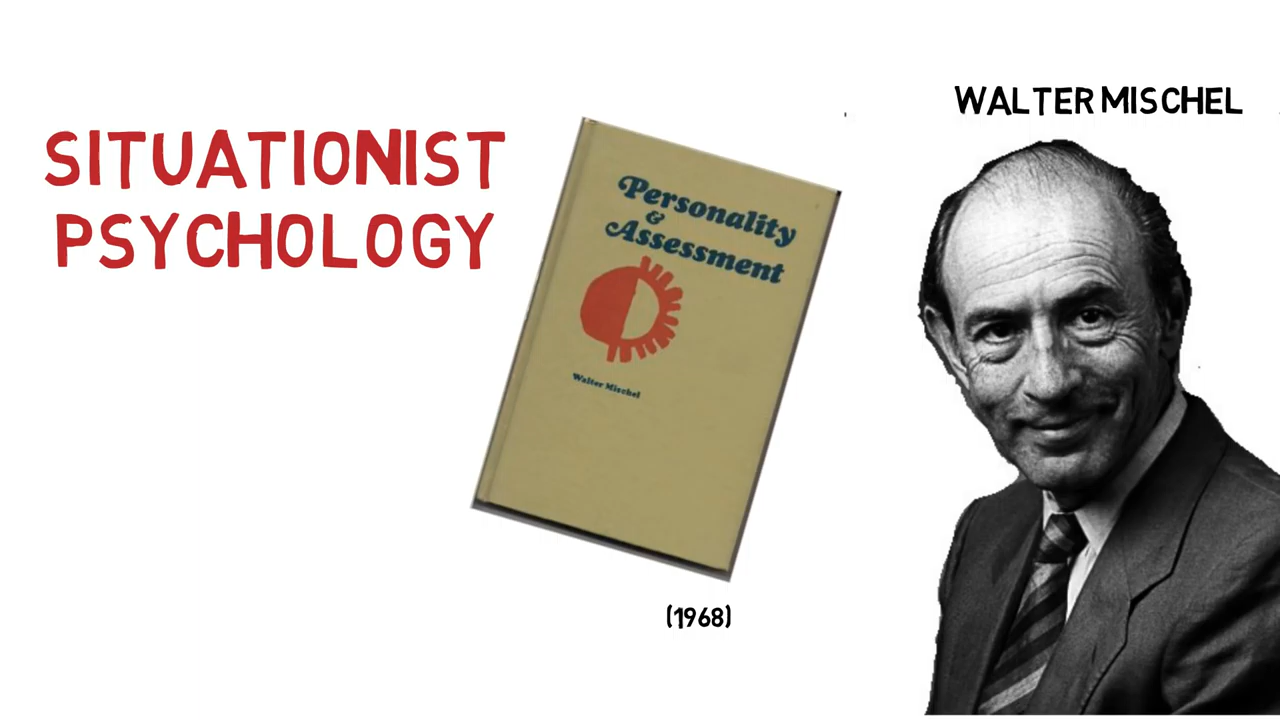 SITUATIONIST
PSYCHOLOGY
Personality
&
Assessment
Walter Mischel
(1968)
WALTER MISCHEL